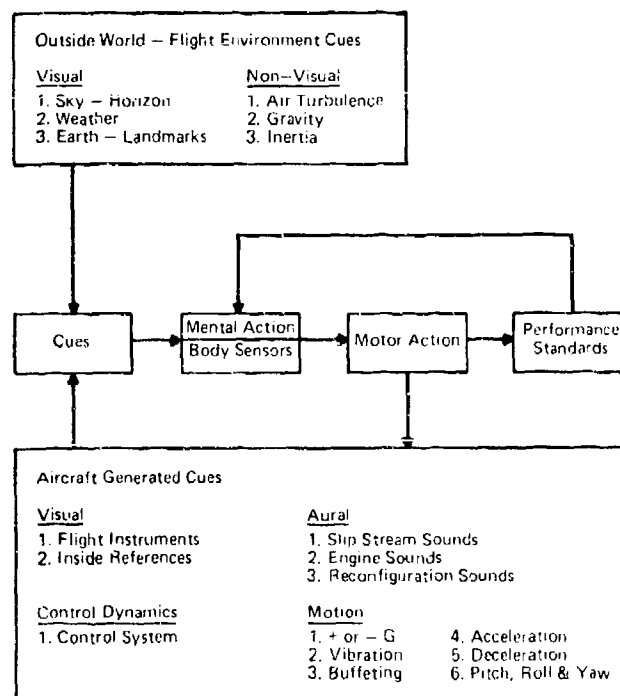 Outside World – Flight Environment Cues
Visual
1. Sky – Horizon
2. Weather
3. Earth – Landmarks
Non–Visual
1. Air Turbulence
2. Gravity
3. Inertia
Cues
Mental Action
Body Sensors
Motor Action
Performance
Standards
Aircraft Generated Cues
Visual
1. Flight Instruments
2. Inside References
Aural
1. Slip Stream Sounds
2. Engine Sounds
3. Reconfiguration Sounds
Control Dynamics
1. Control System
Motion
1. + or – G
2. Vibration
3. Buffeting
4. Acceleration
5. Deceleration
6. Pitch, Roll & Yaw